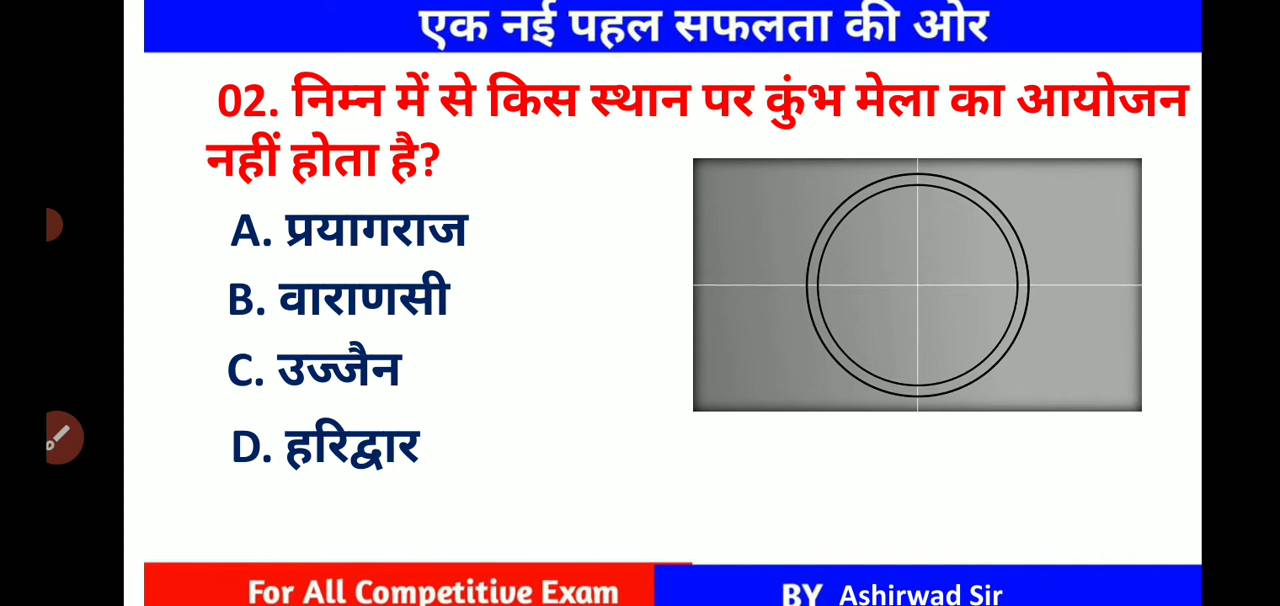 एक नई पहल सफलता की ओर
02. निम्न में से किस स्थान पर कुंभ मेला का आयोजन
नहीं होता है?
A. प्रयागराज
B. वाराणसी
C. उज्जैन
D. हरिद्वार
For All Competitive Exam
BY Ashirwad Sir